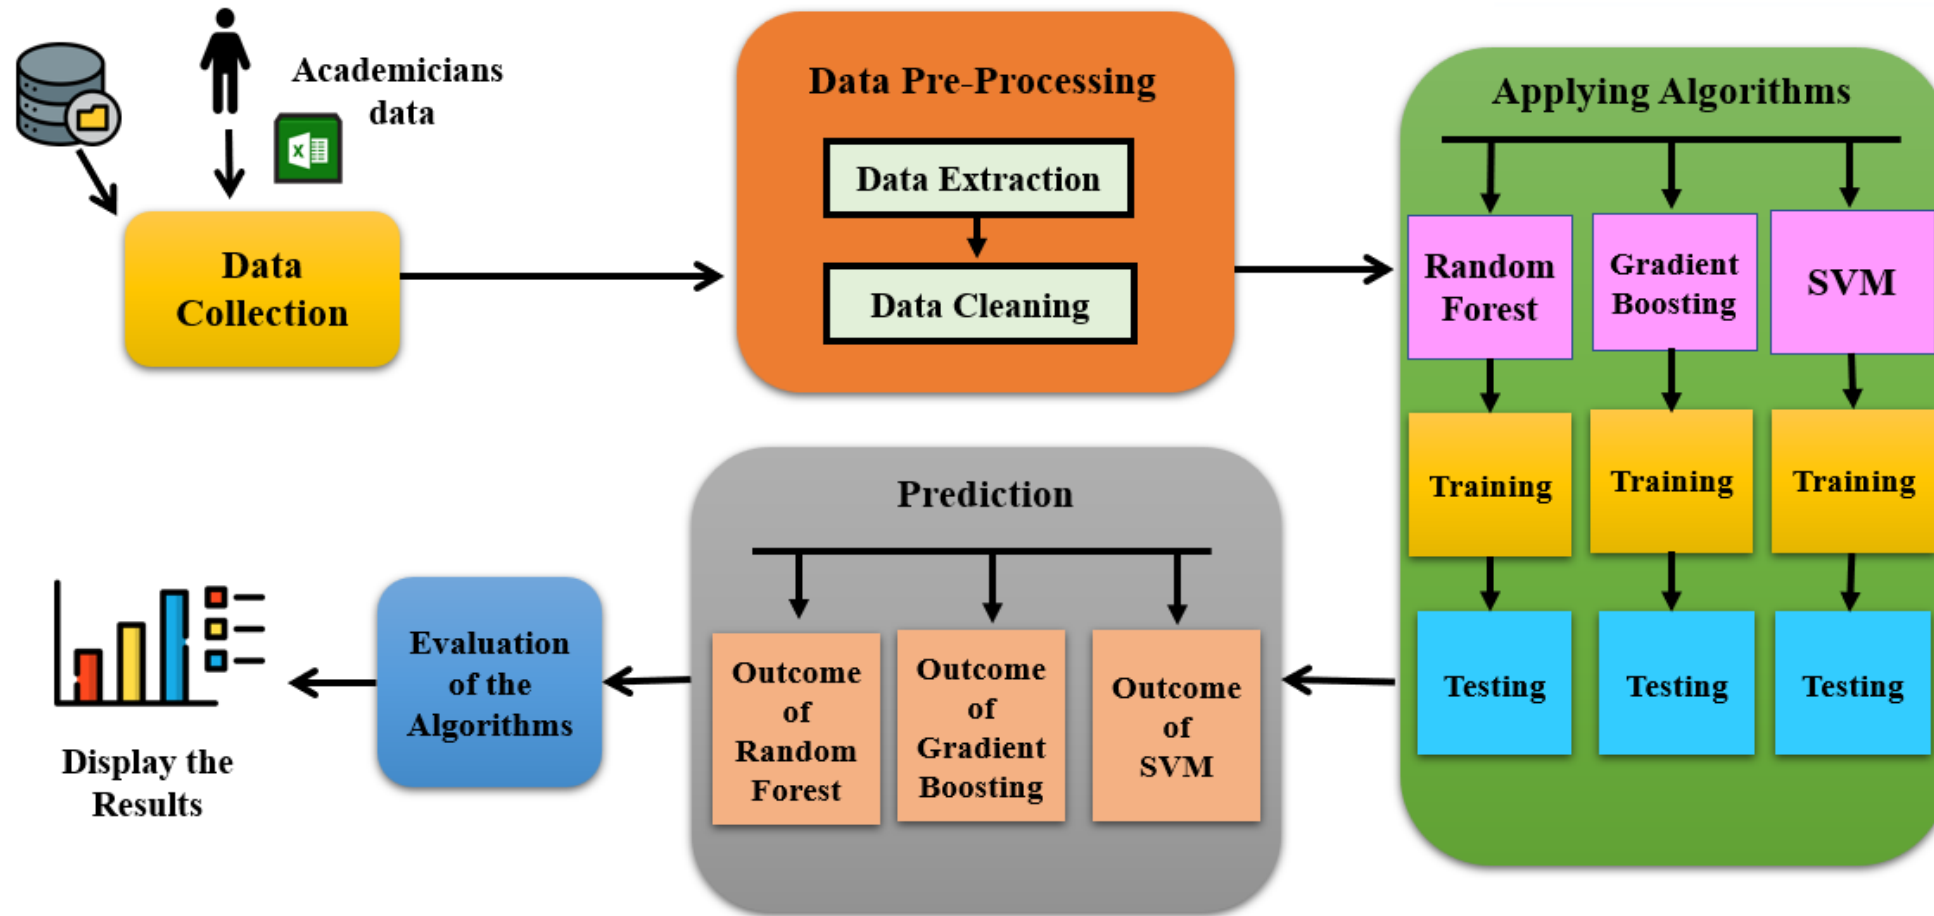 Academicians
data
Data
Collection
Data Pre-Processing
Data Extraction
Data Cleaning
Applying Algorithms
Random
Forest
Gradient
Boosting
SVM
Training
Training
Training
Testing
Testing
Testing
Prediction
Outcome
of
Random
Forest
Outcome
of
Gradient
Boosting
Outcome
of
SVM
Evaluation
of the
Algorithms
Display the
Results